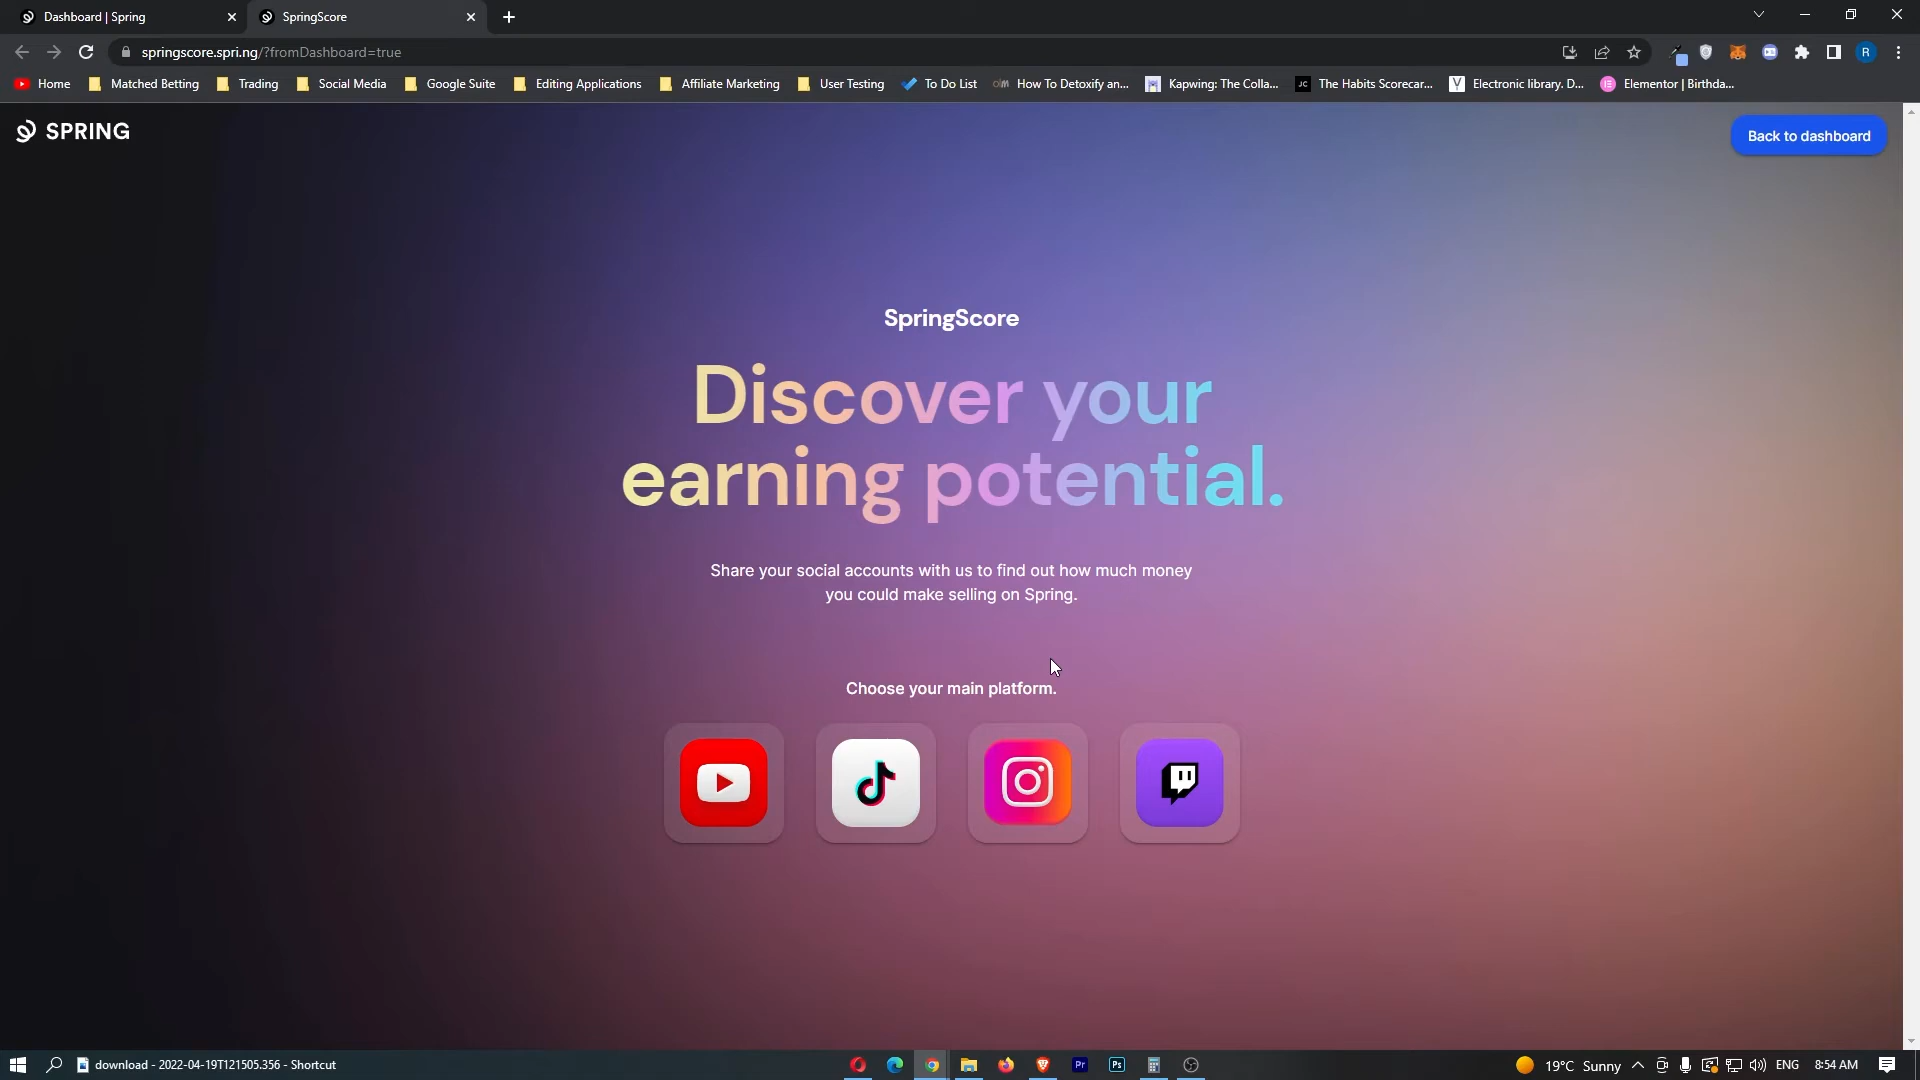 Dashboard | Spring
SpringScore
springscore.spri.ng/?fromDashboard=true
R
Home
Matched Betting
Trading
Social Media
Google Suite
Editing Applications
Affiliate Marketing
User Testing
To Do List
How To Detoxify an...
Kapwing: The Colla...
JC
The Habits Scorecar...
Electronic library. D...
Elementor | Birthda...
SPRING
Back to dashboard
SpringScore
Discover your
earning potential.
Share your social accounts with us to find out how much money
you could make selling on Spring.
Choose your main platform.
download - 2022-04-19T121505.356 - Shortcut
Pr
Ps
19°C Sunny
ENG
8:54 AM